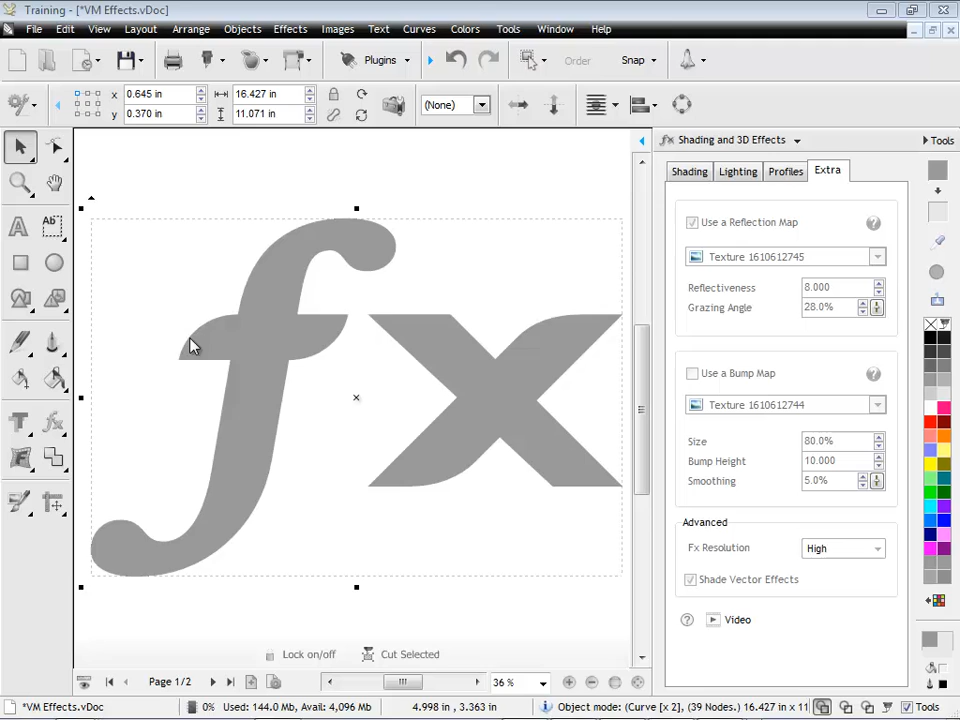 Training - [*VM Effects.vDoc]
File Edit View Layout Arrange Objects Effects Images Text Curves Colors Tools Window Help
Plugins Order Snap
x 0.645 in 16.427 in (None)
y 0.370 in 11.071 in
Shading and 3D Effects Tools
Shading Lighting Profiles Extra
Use a Reflection Map
Texture 1610612745
Reflectiveness 8.000
Grazing Angle 28.0%
Use a Bump Map
Texture 1610612744
Size 80.0%
Bump Height 10.000
Smoothing 5.0%
Advanced
Fx Resolution High
Shade Vector Effects
Video
A Ab
T fx
fx
Lock on/off Cut Selected
Page 1/2 36 %
*VM Effects.vDoc 0% Used: 144.0 Mb, Avail: 4,096 Mb 4.998 in , 3.363 in Object mode: (Curve [x 2], (39 Nodes.) 16.427 in x 11 Tools